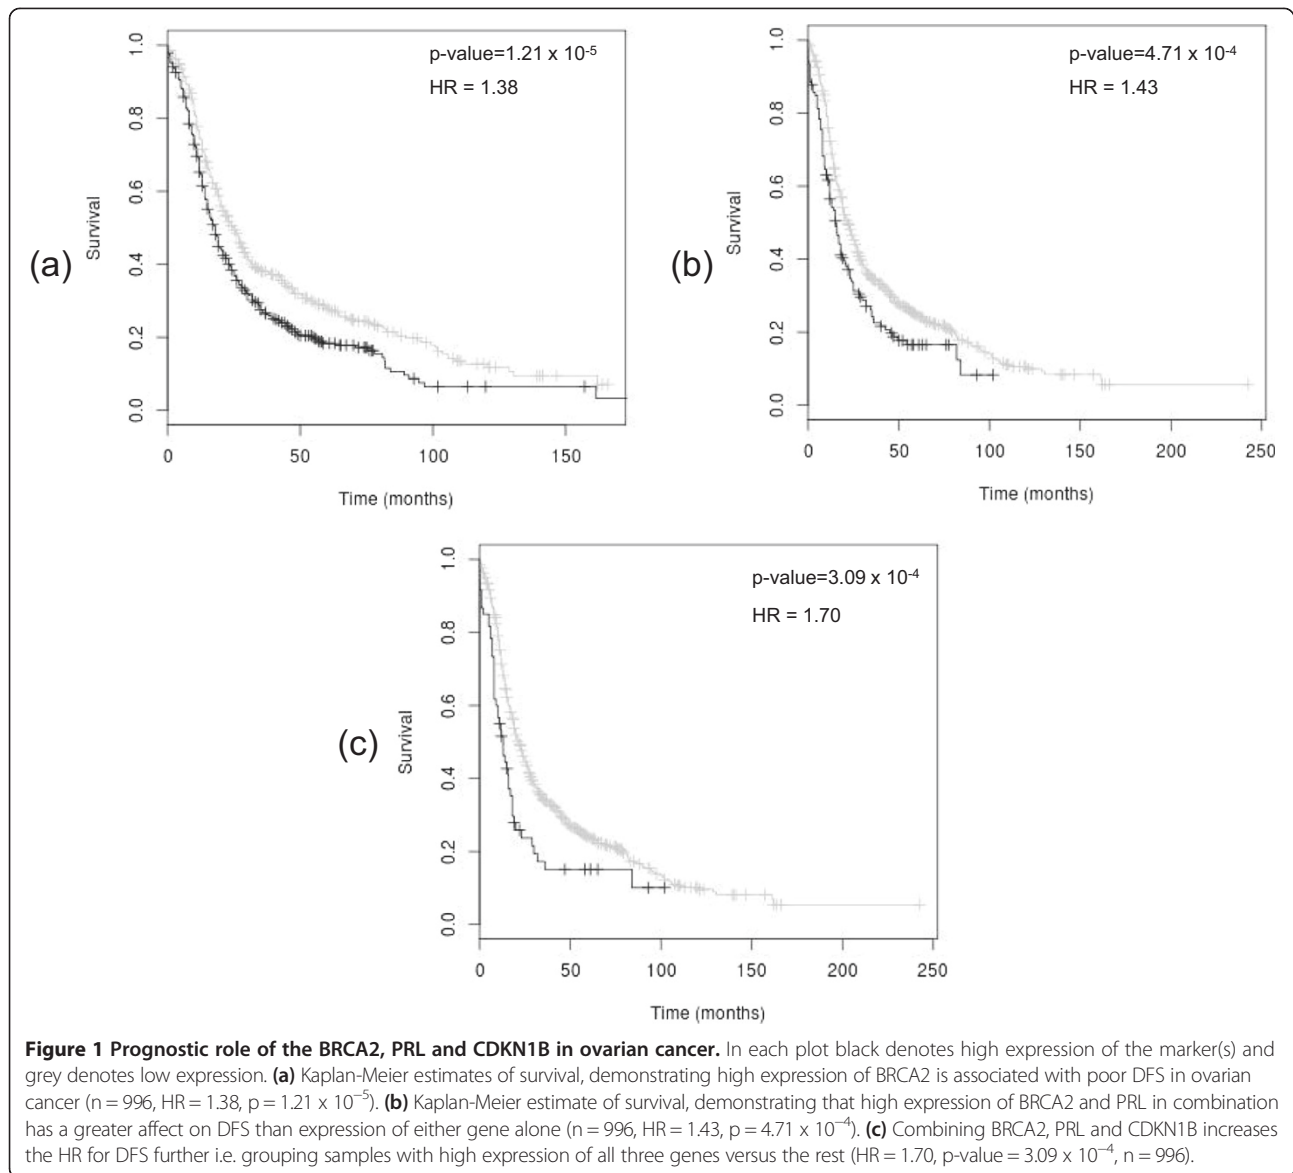 p-value=1.21 x 10-5
HR = 1.38
(a)
Survival
1.0
0.8
0.6
0.4
0.2
0.0
0 50 100 150
Time (months)
p-value=4.71 x 10-4
HR = 1.43
(b)
Survival
1.0
0.8
0.6
0.4
0.2
0.0
0 50 100 150 200 250
Time (months)
p-value=3.09 x 10-4
HR = 1.70
(c)
Survival
1.0
0.8
0.6
0.4
0.2
0.0
0 50 100 150 200 250
Time (months)
Figure 1 Prognostic role of the BRCA2, PRL and CDKN1B in ovarian cancer. In each plot black denotes high expression of the marker(s) and
grey denotes low expression. (a) Kaplan-Meier estimates of survival, demonstrating high expression of BRCA2 is associated with poor DFS in ovarian
cancer (n = 996, HR = 1.38, p = 1.21 x 10−5). (b) Kaplan-Meier estimate of survival, demonstrating that high expression of BRCA2 and PRL in combination
has a greater affect on DFS than expression of either gene alone (n = 996, HR = 1.43, p = 4.71 x 10−4). (c) Combining BRCA2, PRL and CDKN1B increases
the HR for DFS further i.e. grouping samples with high expression of all three genes versus the rest (HR = 1.70, p-value = 3.09 x 10−4, n = 996).